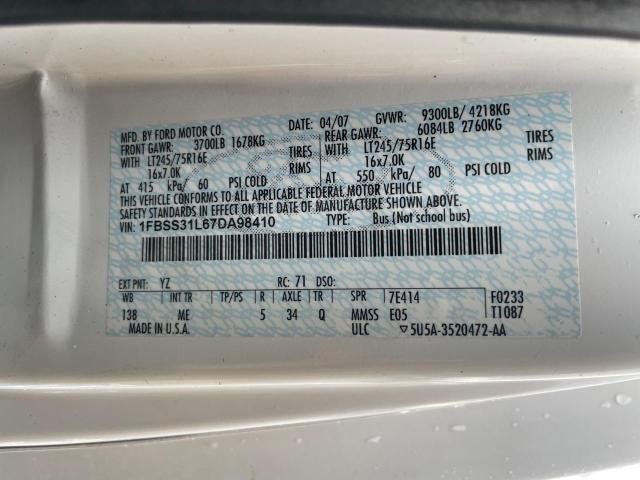 MFD. BY FORD MOTOR CO. DATE: 04/07 GVWR: 9300LB/ 4218KG
FRONT GAWR: 3700LB 1678KG REAR GAWR: 6084LB 2760KG
WITH LT245/75R16E TIRES WITH LT245/75R16E TIRES
16x7.0K RIMS 16x7.0K RIMS
AT 415 kPa/ 60 PSI COLD AT 550 kPa/ 80 PSI COLD
THIS VEHICLE CONFORMS TO ALL APPLICABLE FEDERAL MOTOR VEHICLE
SAFETY STANDARDS IN EFFECT ON THE DATE OF MANUFACTURE SHOWN ABOVE.
VIN: 1FBSS31L67DA98410 TYPE: Bus (Not school bus)
EXT PNT: YZ RC: 71 DSO:
WB INT TR TP/PS R AXLE TR SPR 7E414 F0233
138 ME 5 34 Q MMSS E05 T1087
MADE IN U.S.A. ULC ▽5U5A-3520472-AA